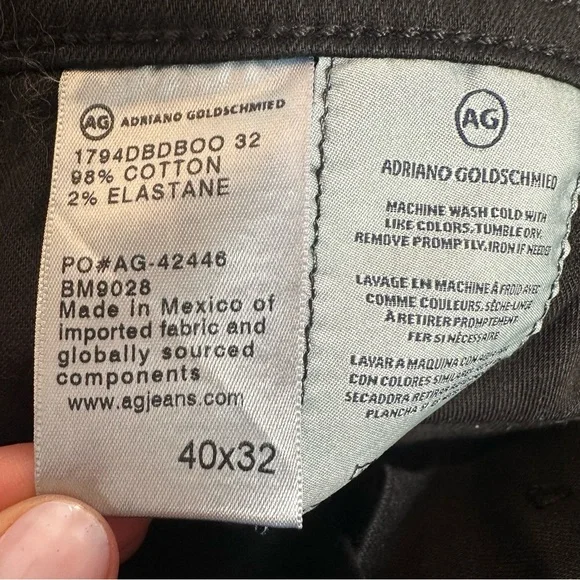 AG ADRIANO GOLDSCHMIED
1794DBDBOO 32
98% COTTON
2% ELASTANE
PO#AG-42446
BM9028
Made in Mexico of
imported fabric and
globally sourced
components
www.agjeans.com
40x32
AG
ADRIANO GOLDSCHMIED
MACHINE WASH COLD WITH
LIKE COLORS. TUMBLE DRY.
REMOVE PROMPTLY. IRON IF NEEDED
LAVAGE EN MACHINE À FROID AVEC
COMME COULEURS. SÈCHE-LINGE
À RETIRER PROMPTEMENT
FER SI NÉCESSAIRE
LAVAR A MAQUINA CON
CON COLORES
SECADORA RETIRAR
PLANCHA SI